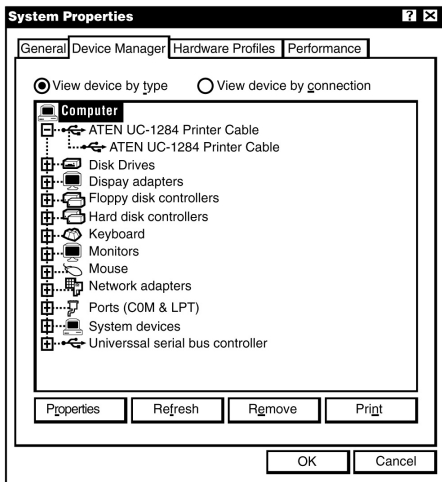 System Properties ? X
General Device Manager Hardware Profiles Performance
View device by type View device by connection
Computer
ATEN UC-1284 Printer Cable
ATEN UC-1284 Printer Cable
Disk Drives
Dispay adapters
Floppy disk controllers
Hard disk controllers
Keyboard
Monitors
Mouse
Network adapters
Ports (C0M & LPT)
System devices
Universsal serial bus controller
Properties Refresh Remove Print
OK Cancel